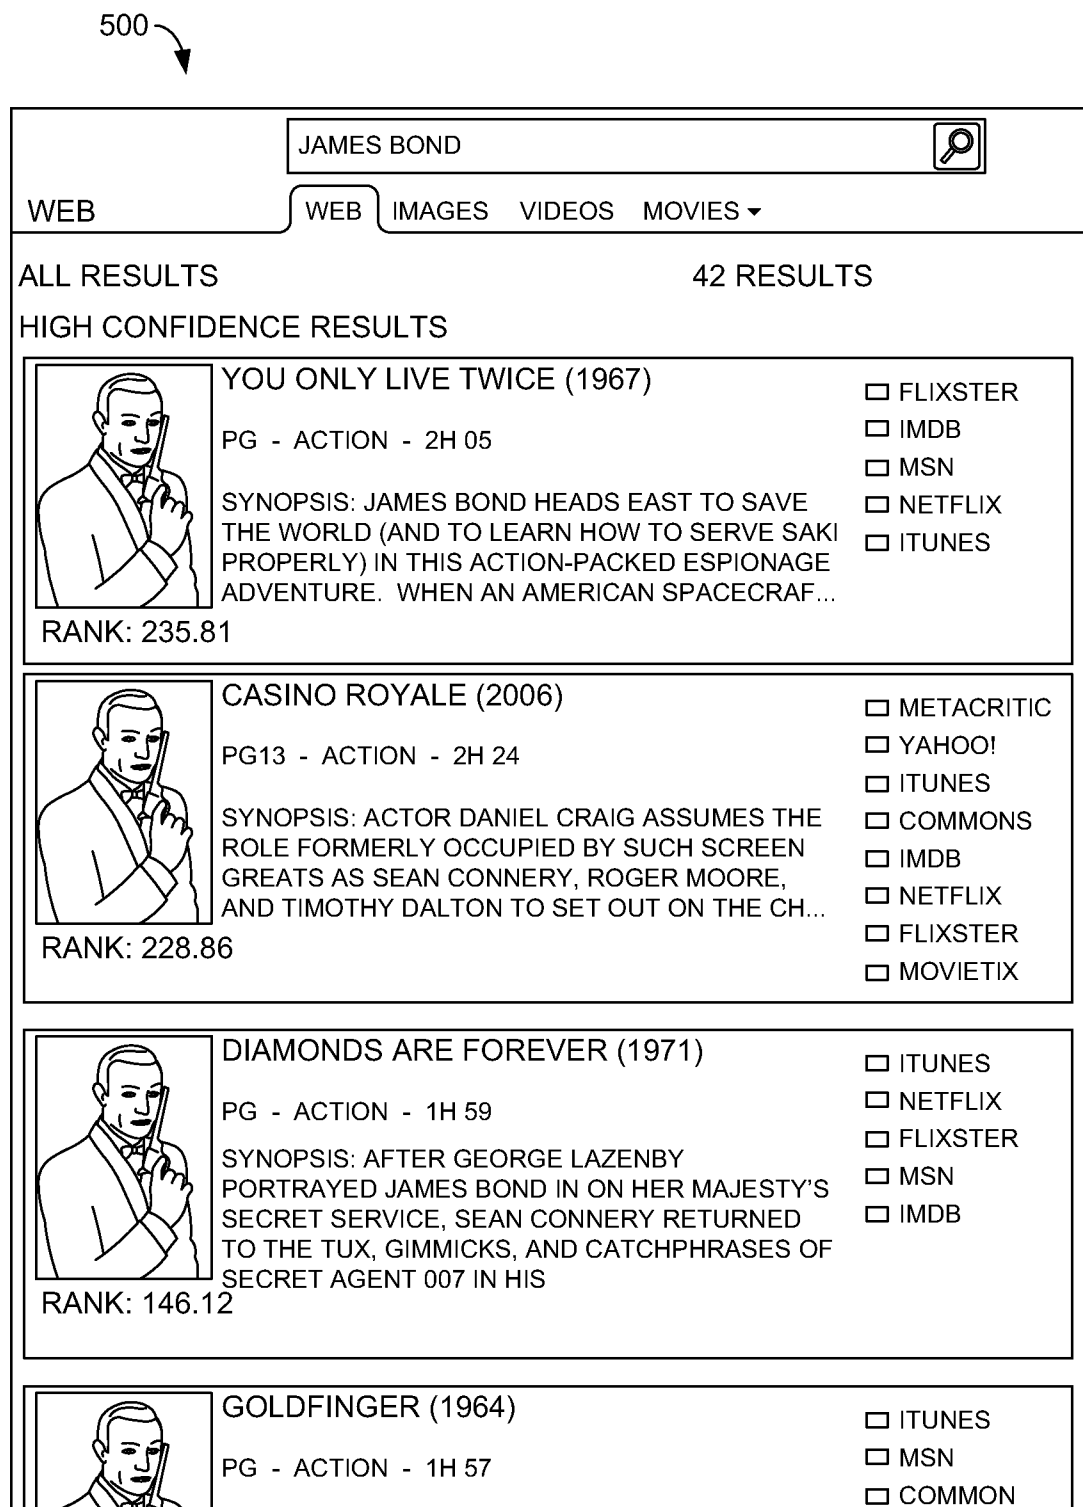 500
JAMES BOND
WEB
WEB IMAGES VIDEOS MOVIES
ALL RESULTS 42 RESULTS
HIGH CONFIDENCE RESULTS
YOU ONLY LIVE TWICE (1967)
PG - ACTION - 2H 05
SYNOPSIS: JAMES BOND HEADS EAST TO SAVE
THE WORLD (AND TO LEARN HOW TO SERVE SAKI
PROPERLY) IN THIS ACTION-PACKED ESPIONAGE
ADVENTURE. WHEN AN AMERICAN SPACECRAF...
RANK: 235.81
FLIXSTER
IMDB
MSN
NETFLIX
ITUNES
CASINO ROYALE (2006)
PG13 - ACTION - 2H 24
SYNOPSIS: ACTOR DANIEL CRAIG ASSUMES THE
ROLE FORMERLY OCCUPIED BY SUCH SCREEN
GREATS AS SEAN CONNERY, ROGER MOORE,
AND TIMOTHY DALTON TO SET OUT ON THE CH...
RANK: 228.86
METACRITIC
YAHOO!
ITUNES
COMMONS
IMDB
NETFLIX
FLIXSTER
MOVIETIX
DIAMONDS ARE FOREVER (1971)
PG - ACTION - 1H 59
SYNOPSIS: AFTER GEORGE LAZENBY
PORTRAYED JAMES BOND IN ON HER MAJESTY'S
SECRET SERVICE, SEAN CONNERY RETURNED
TO THE TUX, GIMMICKS, AND CATCHPHRASES OF
SECRET AGENT 007 IN HIS
RANK: 146.12
ITUNES
NETFLIX
FLIXSTER
MSN
IMDB
GOLDFINGER (1964)
PG - ACTION - 1H 57
ITUNES
MSN
COMMON